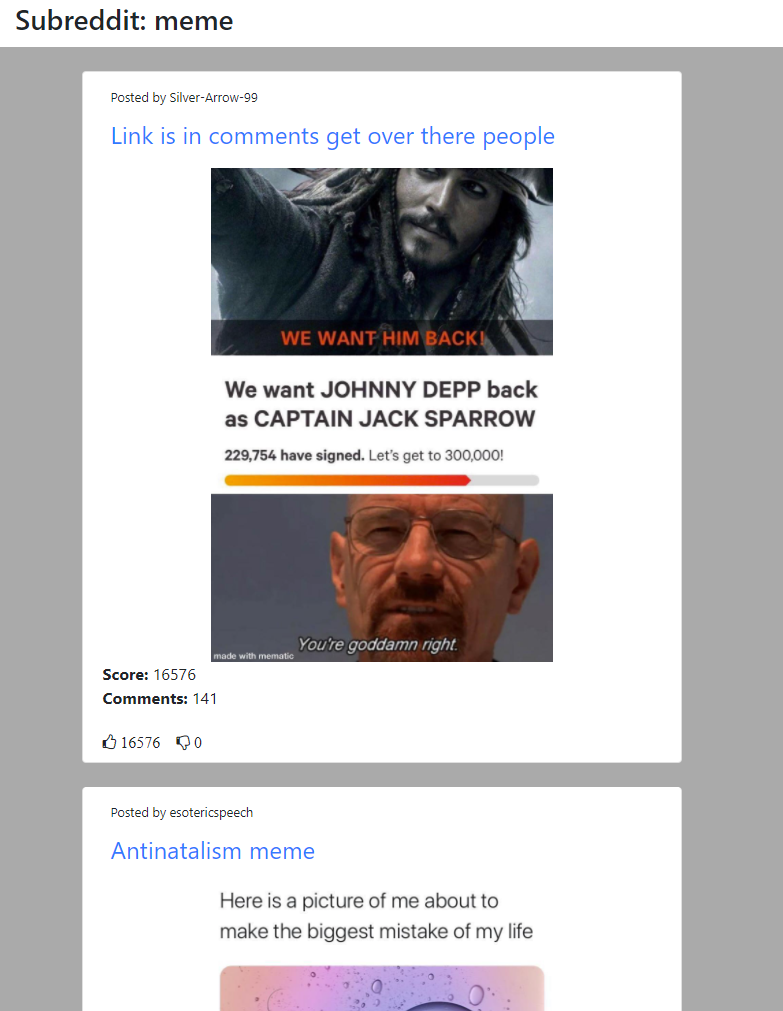 Subreddit: meme
Posted by Silver-Arrow-99
Link is in comments get over there people
WE WANT HIM BACK!
We want JOHNNY DEPP back
as CAPTAIN JACK SPARROW
229,754 have signed. Let's get to 300,000!
You're goddamn right.
made with mematic
Score: 16576
Comments: 141
16576 0
Posted by esotericspeech
Antinatalism meme
Here is a picture of me about to
make the biggest mistake of my life